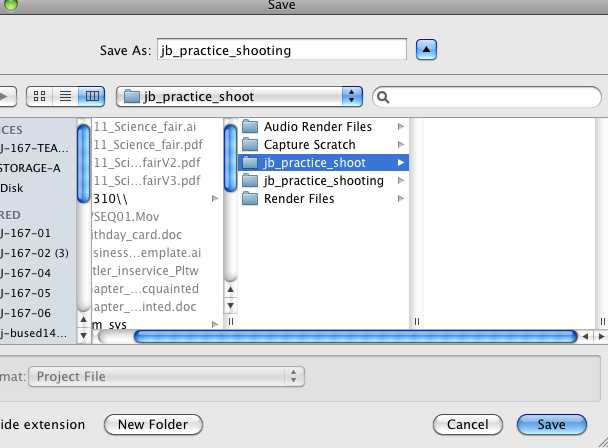 Save
Save As: jb_practice_shooting
jb_practice_shoot
ICES
J-167-TEA...
STORAGE-A
Disk
RED
J-167-01
J-167-02 (3)
J-167-04
J-167-05
J-167-06
j-bused14...
11_Science_fair.ai
11_Science_fair.pdf
11_Sci...fairV2.pdf
11_Sci...fairV3.pdf
310\\
/SEQ01.Mov
thday_card.doc
siness...emplate.ai
tler_inservice_Pltw
apter_...cquainted
apter_...inted.doc
m_sys
Audio Render Files
Capture Scratch
jb_practice_shoot
jb_practice_shooting
Render Files
mat: Project File
ide extension
New Folder
Cancel
Save